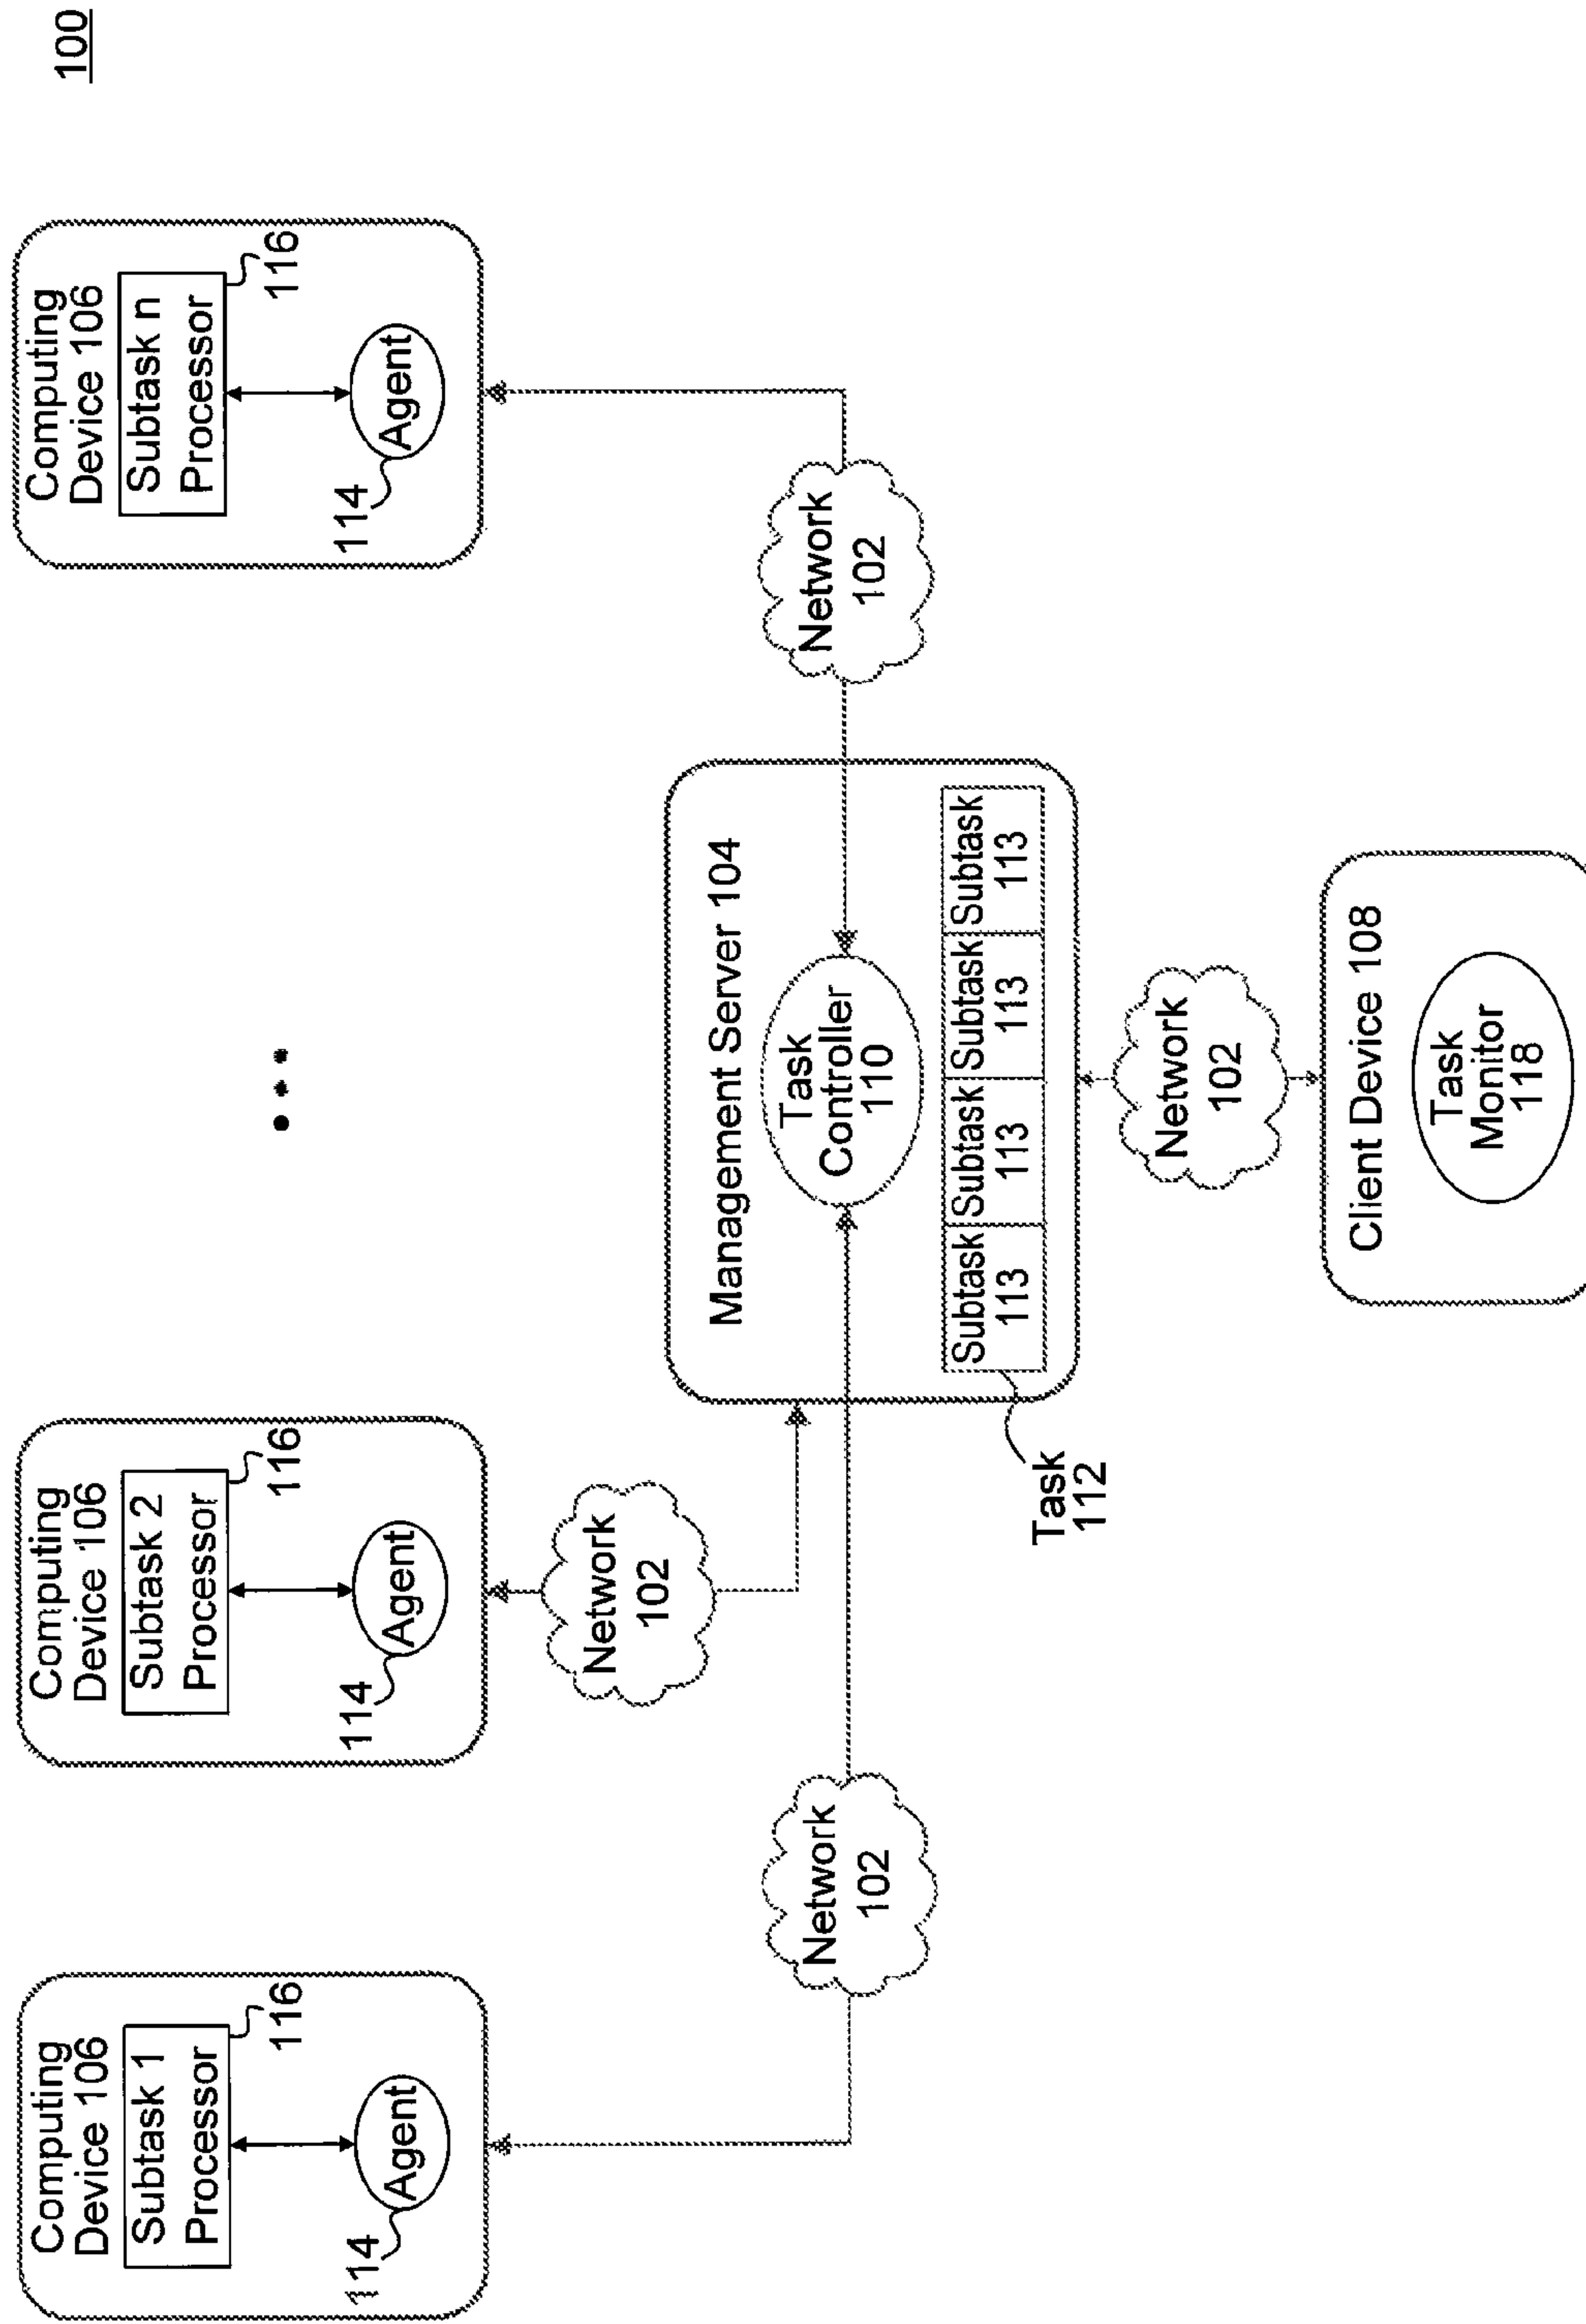 100
Computing
Device 106
Subtask 1
Processor
116
114
Agent
Computing
Device 106
Subtask 2
Processor
116
114
Agent
Computing
Device 106
Subtask n
Processor
116
114
Agent
Network
102
Network
102
Network
102
Management Server 104
Task
Controller
110
Subtask
113
Subtask
113
Subtask
113
Subtask
113
Task
112
Network
102
Client Device 108
Task
Monitor
118